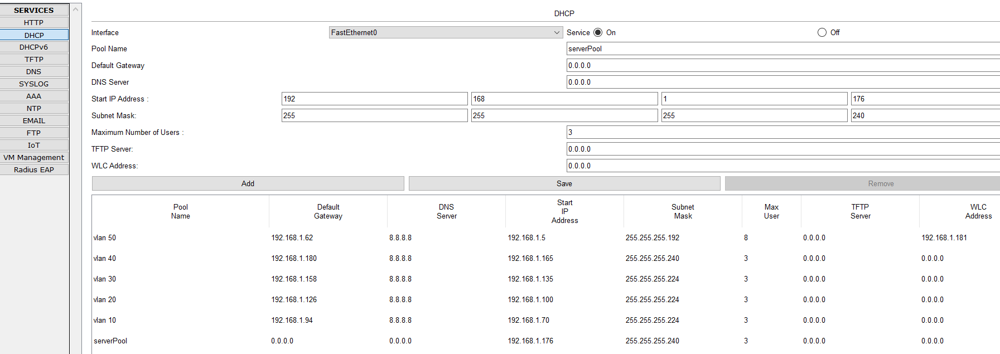 SERVICES
HTTP
DHCP
DHCPv6
TFTP
DNS
SYSLOG
AAA
NTP
EMAIL
FTP
IoT
VM Management
Radius EAP
DHCP
Interface FastEthernet0 Service On Off
Pool Name serverPool
Default Gateway 0.0.0.0
DNS Server 0.0.0.0
Start IP Address : 192 168 1 176
Subnet Mask: 255 255 255 240
Maximum Number of Users : 3
TFTP Server: 0.0.0.0
WLC Address: 0.0.0.0
Add Save Remove
Pool Name Default Gateway DNS Server Start IP Address Subnet Mask Max User TFTP Server WLC Address
vlan 50 192.168.1.62 8.8.8.8 192.168.1.5 255.255.255.192 8 0.0.0.0 192.168.1.181
vlan 40 192.168.1.180 8.8.8.8 192.168.1.165 255.255.255.240 3 0.0.0.0 0.0.0.0
vlan 30 192.168.1.158 8.8.8.8 192.168.1.135 255.255.255.224 3 0.0.0.0 0.0.0.0
vlan 20 192.168.1.126 8.8.8.8 192.168.1.100 255.255.255.224 3 0.0.0.0 0.0.0.0
vlan 10 192.168.1.94 8.8.8.8 192.168.1.70 255.255.255.224 3 0.0.0.0 0.0.0.0
serverPool 0.0.0.0 0.0.0.0 192.168.1.176 255.255.255.240 3 0.0.0.0 0.0.0.0